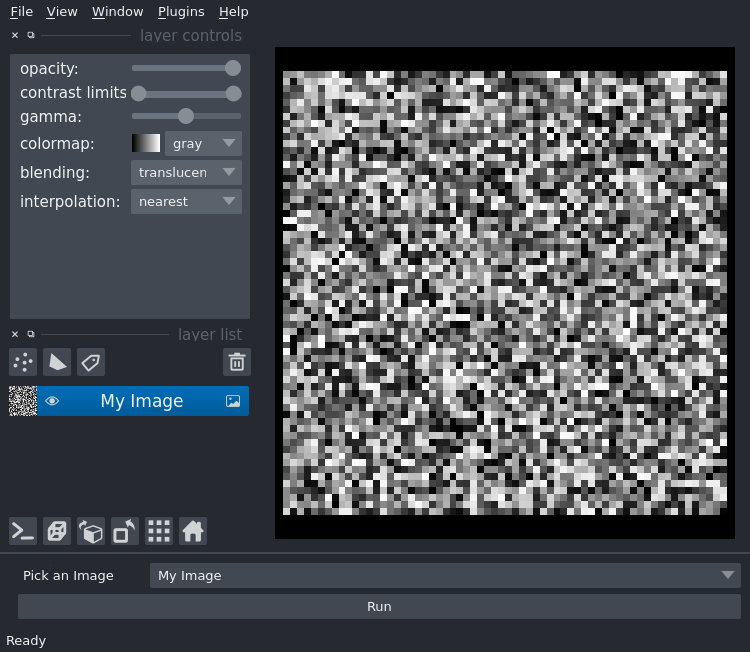 File View Window Plugins Help
layer controls
opacity:
contrast limits
gamma:
colormap: gray
blending: translucen
interpolation: nearest
layer list
My Image
Pick an Image My Image
Run
Ready